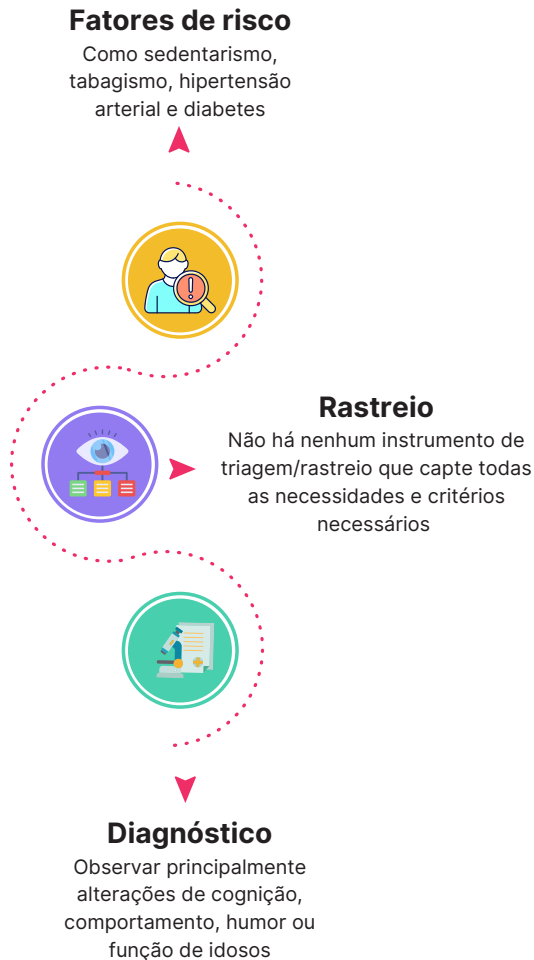 Fatores de risco
Como sedentarismo,
tabagismo, hipertensão
arterial e diabetes
Rastreio
Não há nenhum instrumento de
triagem/rastreio que capte todas
as necessidades e critérios
necessários
Diagnóstico
Observar principalmente
alterações de cognição,
comportamento, humor ou
função de idosos